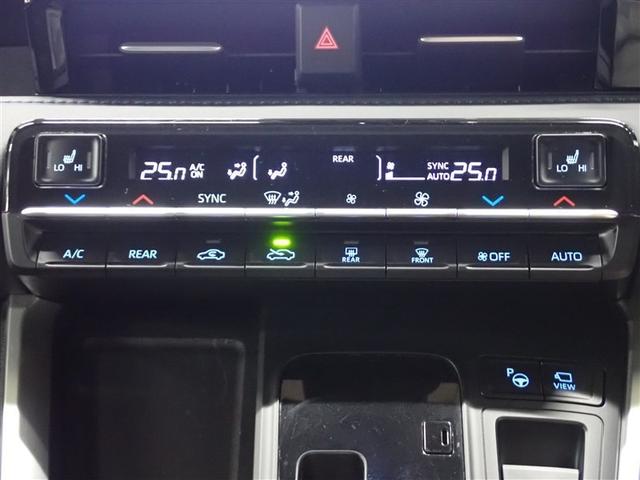 LO HI
25.0 A/C ON
REAR
SYNC AUTO 25.0
LO HI
SYNC
A/C
REAR
REAR
FRONT
OFF
AUTO
P
VIEW